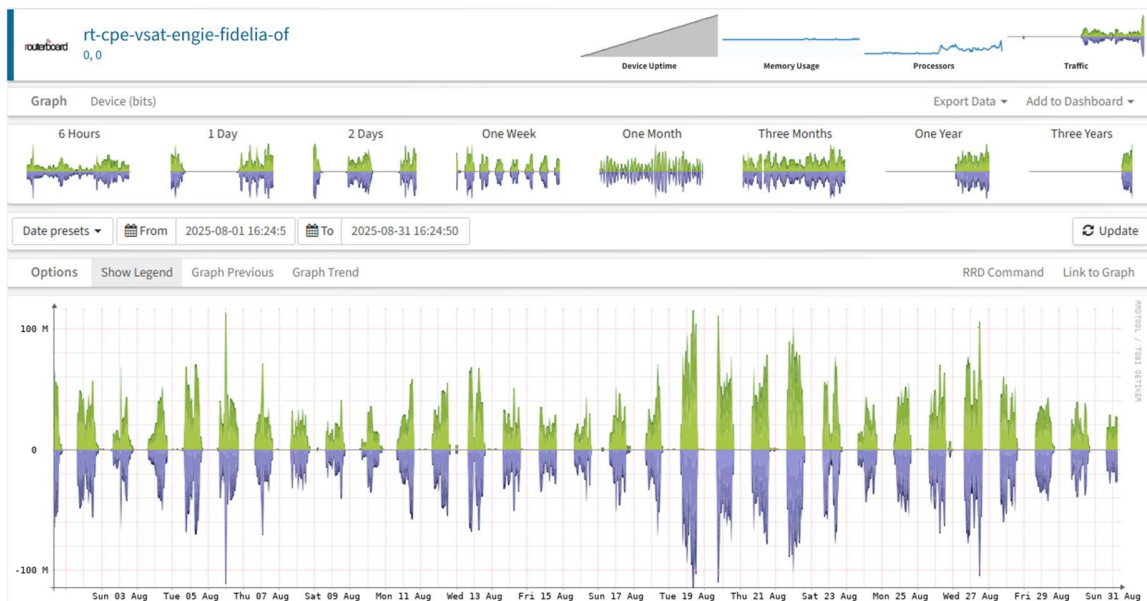 routerboard
rt-cpe-vsat-engie-fidelia-of
0, 0
Device Uptime Memory Usage Processors Traffic
Graph Device (bits) Export Data Add to Dashboard
6 Hours 1 Day 2 Days One Week One Month Three Months One Year Three Years
Date presets From 2025-08-01 16:24:5 To 2025-08-31 16:24:50 Update
Options Show Legend Graph Previous Graph Trend RRD Command Link to Graph
RRDTOOL / TOBI OETIKER
100 M
0
-100 M
Sun 03 Aug Tue 05 Aug Thu 07 Aug Sat 09 Aug Mon 11 Aug Wed 13 Aug Fri 15 Aug Sun 17 Aug Tue 19 Aug Thu 21 Aug Sat 23 Aug Mon 25 Aug Wed 27 Aug Fri 29 Aug Sun 31 Aug